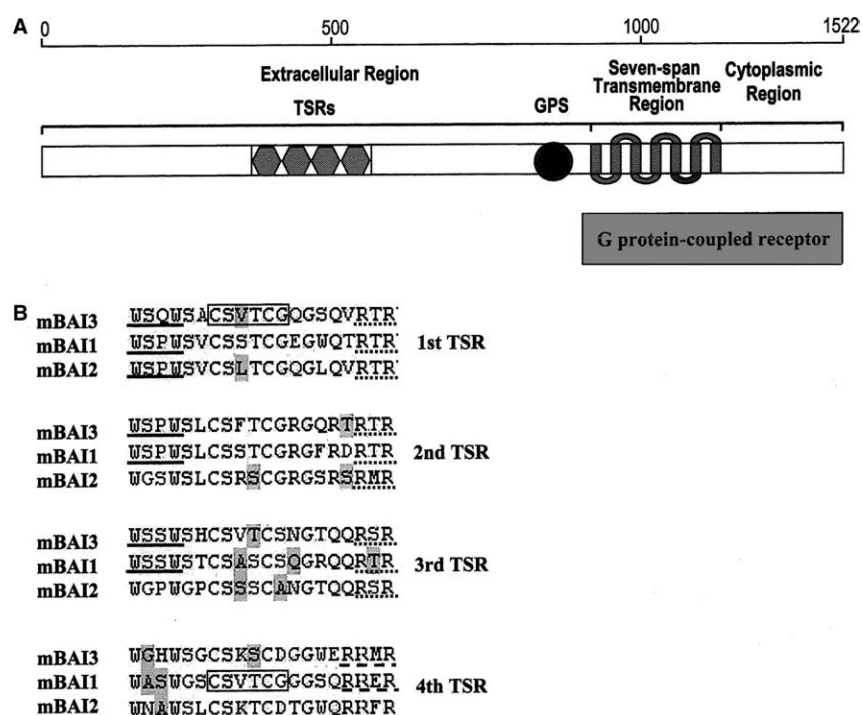 A
0 500 1000 1522
Extracellular Region
Seven-span Transmembrane Region
Cytoplasmic Region
TSRs
GPS
G protein-coupled receptor
B
mBAI3 WSQWSACSVTCGQGSQVRTR
mBAI1 WSPWSVCSSTCGEGWQTRTR
mBAI2 WSPWSVCSLTCGQGLQVRTR
1st TSR
mBAI3 WSPWSLCSFTCGRGQRTRTR
mBAI1 WSPWSLCSSTCGRGFRDRTR
mBAI2 WGSWSLCSRSCGRGSRSRMR
2nd TSR
mBAI3 WSSWSHCSVTCSNGTQQRSR
mBAI1 WSSWSTCSASCSQGRQQRTR
mBAI2 WGPWGPCSSSCANGTQQRSR
3rd TSR
mBAI3 WGHWSGCSKSCDGGWERRMR
mBAI1 WASWGSCSVTCGGGSQRRER
mBAI2 WNAWSLCSKTCDTGWQRRFR
4th TSR